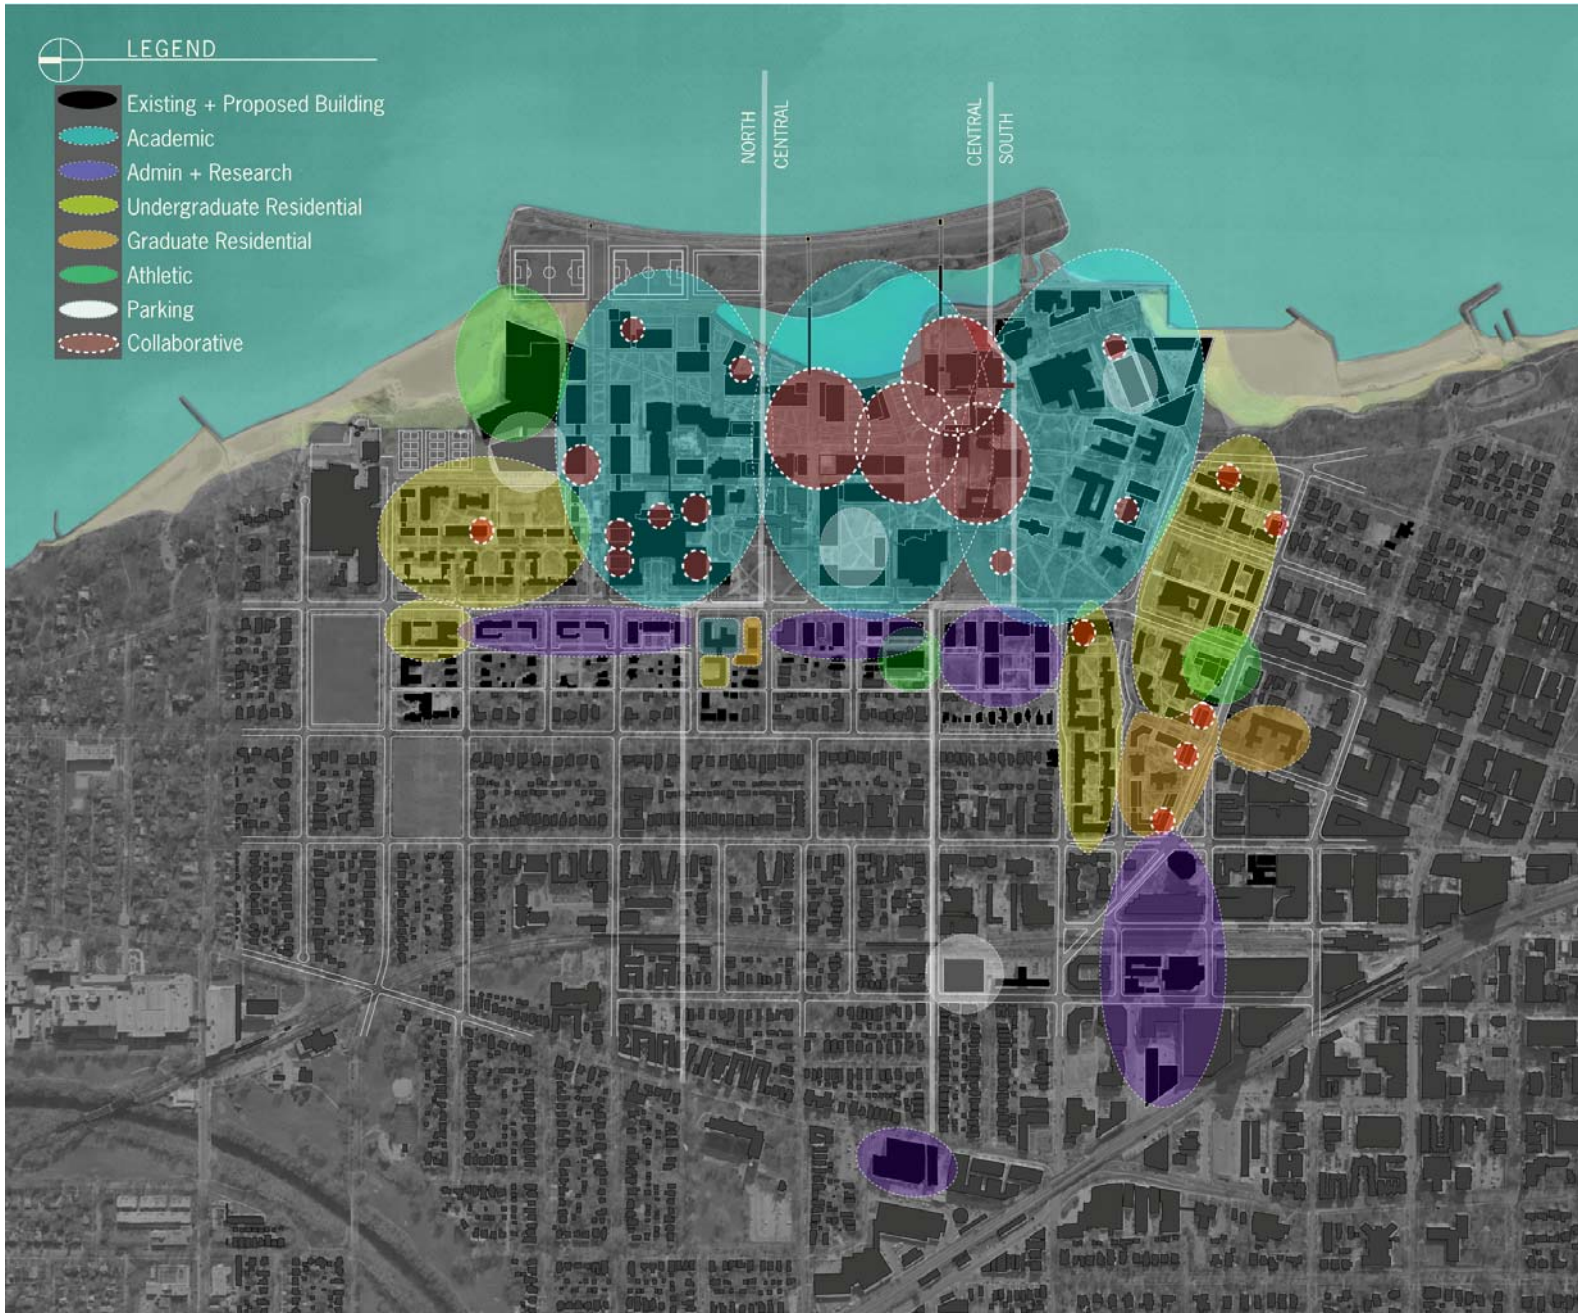 LEGEND
Existing + Proposed Building
Academic
Admin + Research
Undergraduate Residential
Graduate Residential
Athletic
Parking
Collaborative
NORTH
CENTRAL
CENTRAL
SOUTH